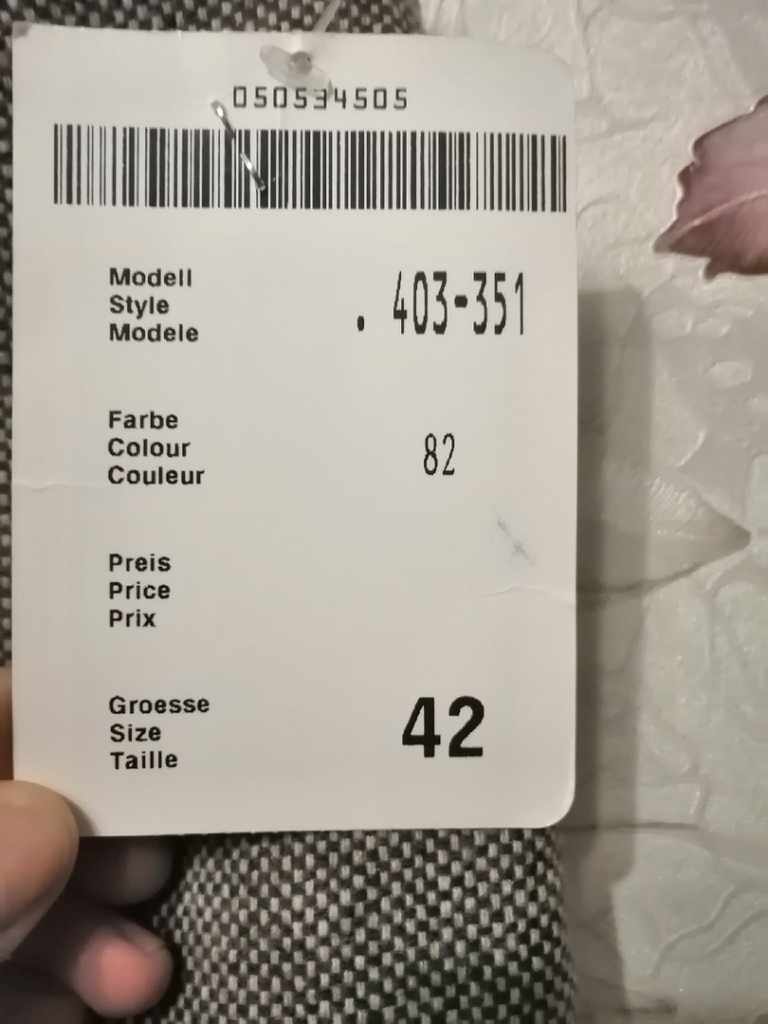 050534505
Modell
Style
Modele
. 403-351
Farbe
Colour
Couleur
82
Preis
Price
Prix
Groesse
Size
Taille
42